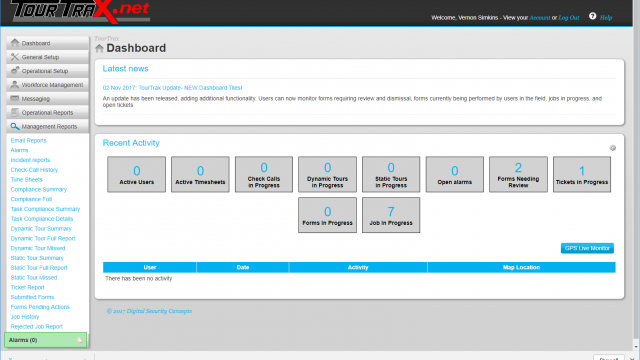 TOURTRAX.net
Welcome, Vernon Simkins - View your Account or Log Out
Help
TourTrax
Dashboard
Dashboard
General Setup
Operational Setup
Workforce Management
Messaging
Operational Reports
Management Reports
Email Reports
Alarms
Incident reports
Check Call History
Time Sheets
Compliance Summary
Compliance Full
Task Compliance Summary
Task Compliance Details
Dynamic Tour Summary
Dynamic Tour Full Report
Dynamic Tour Missed
Static Tour Summary
Static Tour Full Report
Static Tour Missed
Ticket Report
Submitted Forms
Forms Pending Actions
Job History
Rejected Job Report
Alarms (0)
Latest news
02 Nov 2017: TourTrax Update- NEW Dashboard Tiles!
An update has been released, adding additional functionality. Users can now monitor forms requiring review and dismissal, forms currently being performed by users in the field, jobs in progress, and
open tickets.
Recent Activity
0
Active Users
0
Active Timesheets
0
Check Calls
in Progress
0
Dynamic Tours
in Progress
0
Static Tours
in Progress
0
Open alarms
2
Forms Needing
Review
1
Tickets in Progress
0
Forms In Progress
7
Job In Progress
GPS Live Monitor
User Date Activity Map Location
There has been no activity
© 2017 Digital Security Concepts